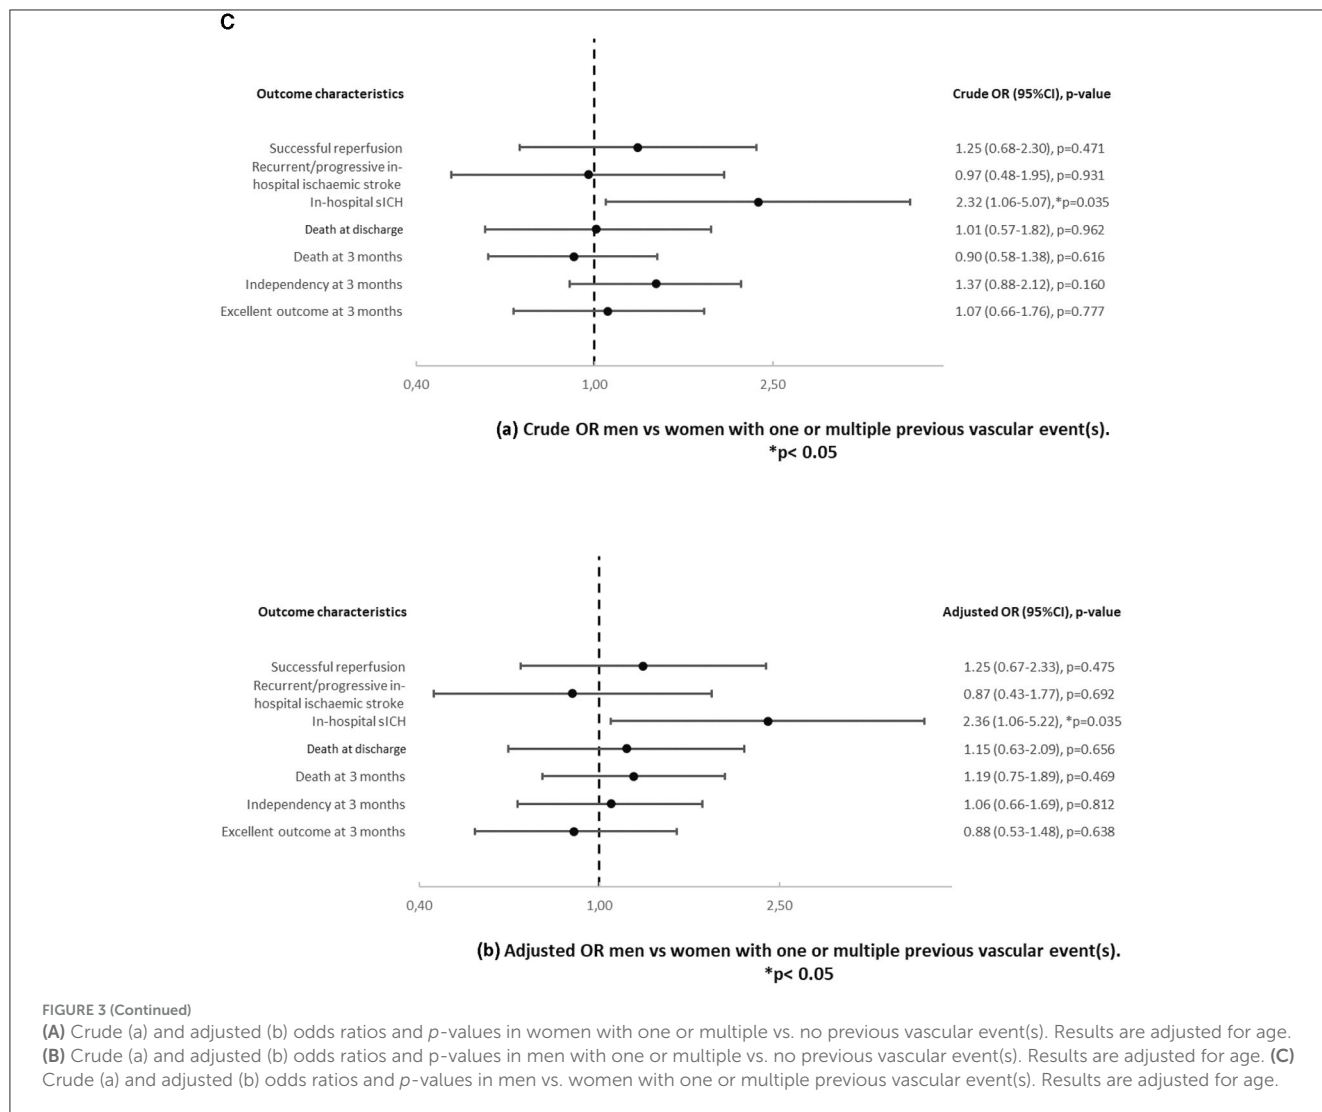 C
Outcome characteristics Crude OR (95%CI), p-value
Successful reperfusion 1.25 (0.68-2.30), p=0.471
Recurrent/progressive in-
hospital ischaemic stroke 0.97 (0.48-1.95), p=0.931
In-hospital sICH 2.32 (1.06-5.07),*p=0.035
Death at discharge 1.01 (0.57-1.82), p=0.962
Death at 3 months 0.90 (0.58-1.38), p=0.616
Independency at 3 months 1.37 (0.88-2.12), p=0.160
Excellent outcome at 3 months 1.07 (0.66-1.76), p=0.777
0,40 1,00 2,50
(a) Crude OR men vs women with one or multiple previous vascular event(s).
*p< 0.05
Outcome characteristics Adjusted OR (95%CI), p-value
Successful reperfusion 1.25 (0.67-2.33), p=0.475
Recurrent/progressive in-
hospital ischaemic stroke 0.87 (0.43-1.77), p=0.692
In-hospital sICH 2.36 (1.06-5.22), *p=0.035
Death at discharge 1.15 (0.63-2.09), p=0.656
Death at 3 months 1.19 (0.75-1.89), p=0.469
Independency at 3 months 1.06 (0.66-1.69), p=0.812
Excellent outcome at 3 months 0.88 (0.53-1.48), p=0.638
0,40 1,00 2,50
(b) Adjusted OR men vs women with one or multiple previous vascular event(s).
*p< 0.05
FIGURE 3 (Continued)
(A) Crude (a) and adjusted (b) odds ratios and p-values in women with one or multiple vs. no previous vascular event(s). Results are adjusted for age.
(B) Crude (a) and adjusted (b) odds ratios and p-values in men with one or multiple vs. no previous vascular event(s). Results are adjusted for age. (C)
Crude (a) and adjusted (b) odds ratios and p-values in men vs. women with one or multiple previous vascular event(s). Results are adjusted for age.